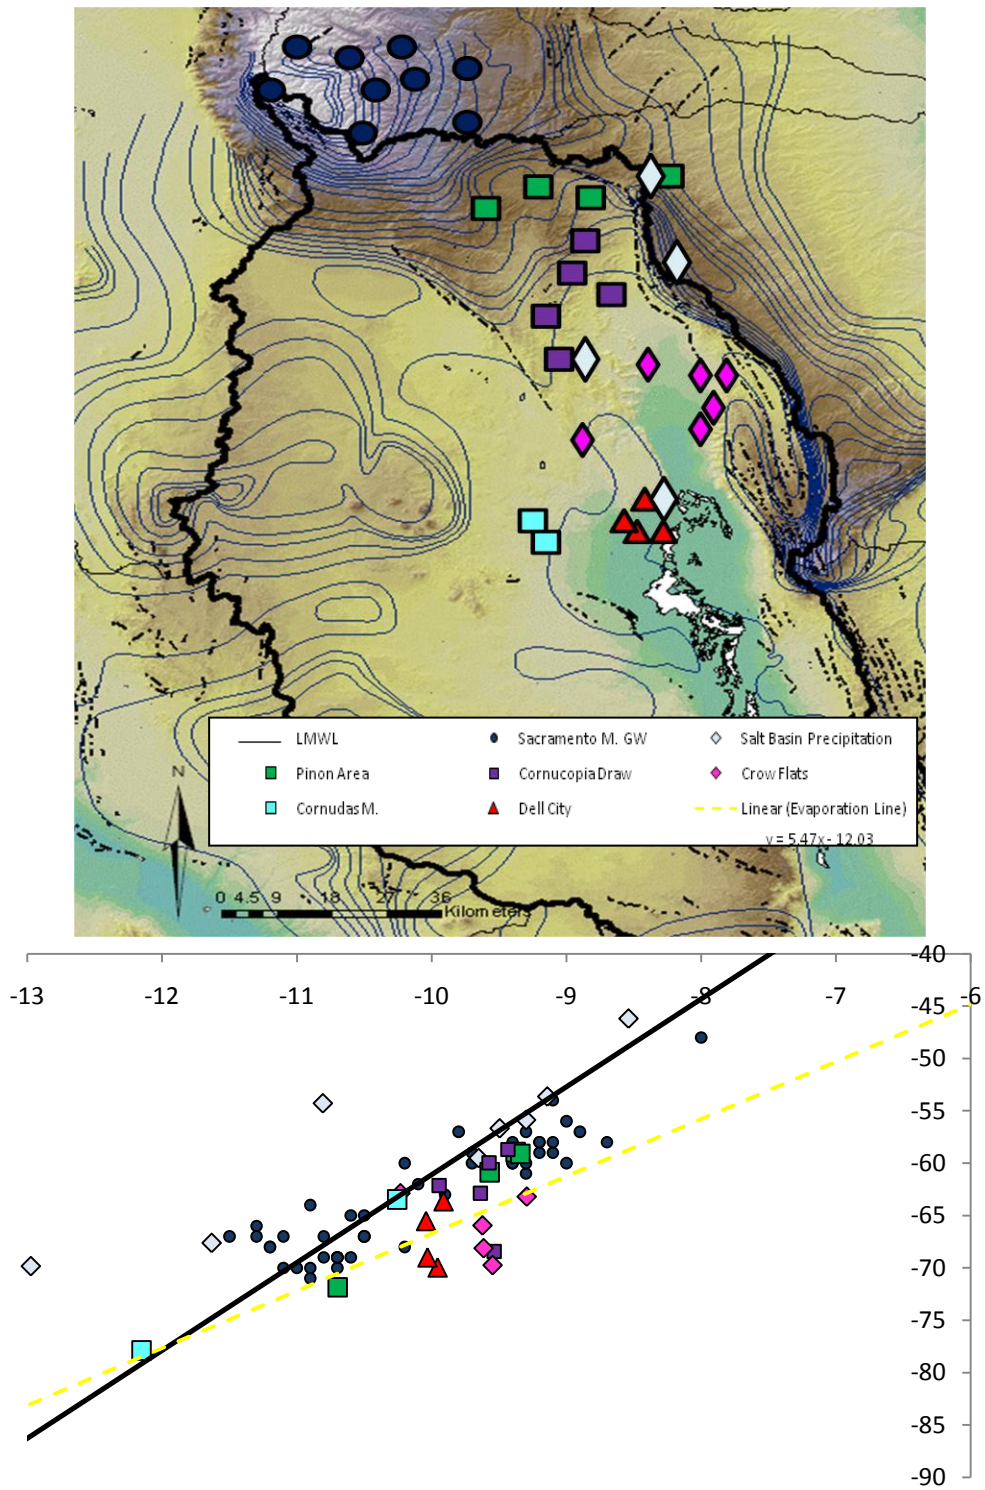 LMWL Sacramento M. GW Salt Basin Precipitation
Pinon Area Cornucopia Draw Crow Flats
Cornudas M. Dell City Linear (Evaporation Line)
y = 5.47x - 12.03
N
0 4.5 9 18 27 36
Kilometers
-40
-13 -12 -11 -10 -9 -8 -7 -6
-45
-50
-55
-60
-65
-70
-75
-80
-85
-90